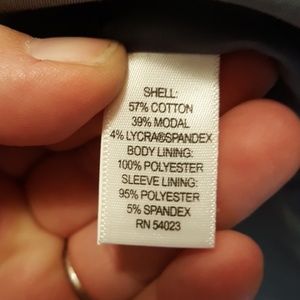 SHELL:
57% COTTON
39% MODAL
4% LYCRA®SPANDEX
BODY LINING:
100% POLYESTER
SLEEVE LINING:
95% POLYESTER
5% SPANDEX
RN 54023